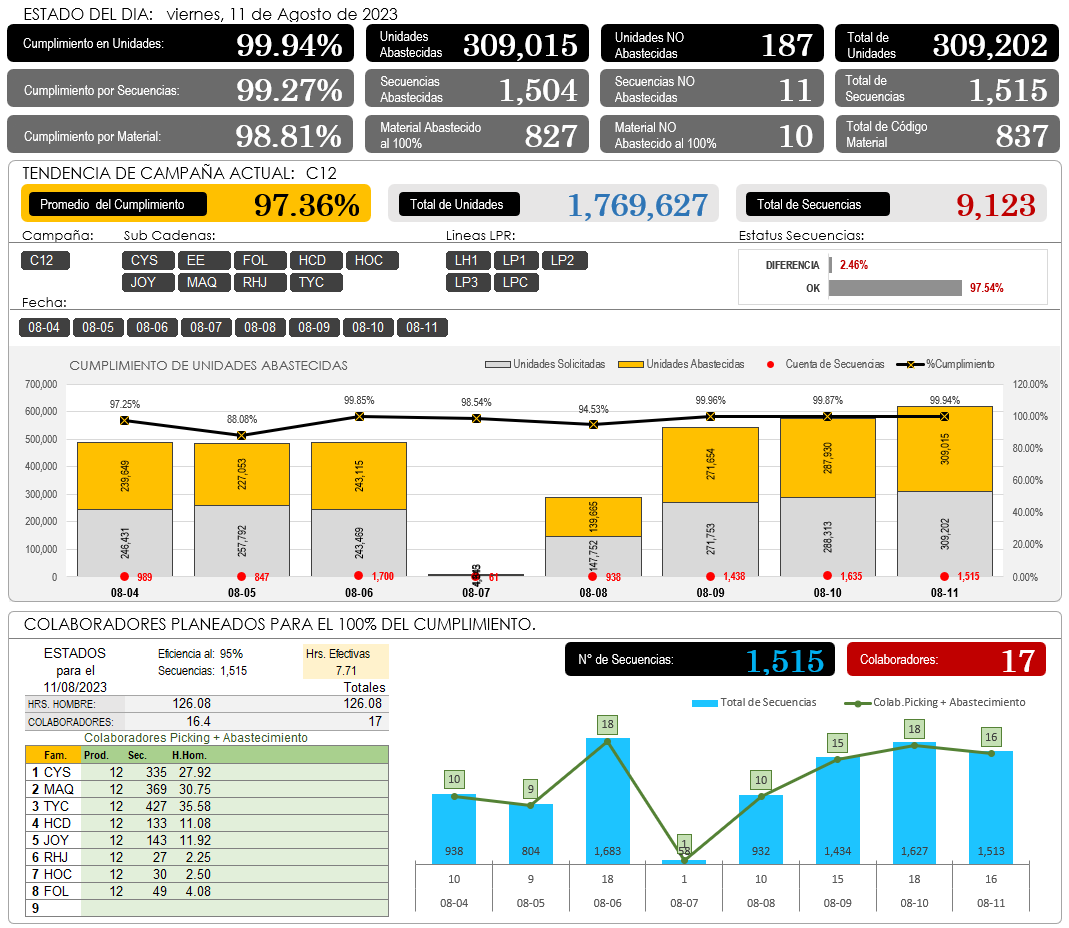 ESTADO DEL DIA: viernes, 11 de Agosto de 2023
Cumplimiento en Unidades: 99.94%
Unidades Abastecidas 309,015
Unidades NO Abastecidas 187
Total de Unidades 309,202
Cumplimiento por Secuencias: 99.27%
Secuencias Abastecidas 1,504
Secuencias NO Abastecidas 11
Total de Secuencias 1,515
Cumplimiento por Material: 98.81%
Material Abastecido al 100% 827
Material NO Abastecido al 100% 10
Total de Código Material 837
TENDENCIA DE CAMPAÑA ACTUAL: C12
Promedio del Cumplimiento 97.36%
Total de Unidades 1,769,627
Total de Secuencias 9,123
Campaña: Sub Cadenas: Lineas LPR: Estatus Secuencias:
C12 CYS EE FOL HCD HOC LH1 LP1 LP2
JOY MAQ RHJ TYC LP3 LPC
DIFERENCIA 2.46%
OK 97.54%
Fecha:
08-04 08-05 08-06 08-07 08-08 08-09 08-10 08-11
CUMPLIMIENTO DE UNIDADES ABASTECIDAS
Unidades Solicitadas Unidades Abastecidas Cuenta de Secuencias %Cumplimiento
700,000 120.00%
600,000 100.00%
500,000 80.00%
400,000
300,000 60.00%
200,000 40.00%
100,000 20.00%
0 0.00%
97.25% 88.08% 99.85% 98.54% 94.53% 99.96% 99.87% 99.94%
239,649 227,053 243,115 139,665 271,654 287,930 309,015
246,431 257,792 243,469 147,752 271,753 288,313 309,202
989 847 1,700 61 938 1,438 1,635 1,515
08-04 08-05 08-06 08-07 08-08 08-09 08-10 08-11
COLABORADORES PLANEADOS PARA EL 100% DEL CUMPLIMIENTO.
ESTADOS para el 11/08/2023
Eficiencia al: 95%
Secuencias: 1,515
Hrs. Efectivas
7.71
Totales
HRS. HOMBRE: 126.08 126.08
COLABORADORES: 16.4 17
Colaboradores Picking + Abastecimiento
Fam. Prod. Sec. H.Hom.
1 CYS 12 335 27.92
2 MAQ 12 369 30.75
3 TYC 12 427 35.58
4 HCD 12 133 11.08
5 JOY 12 143 11.92
6 RHJ 12 27 2.25
7 HOC 12 30 2.50
8 FOL 12 49 4.08
9
N° de Secuencias: 1,515
Colaboradores: 17
Total de Secuencias Colab.Picking + Abastecimiento
10 9 18 1 10 15 18 16
938 804 1,683 58 932 1,434 1,627 1,513
10 9 18 1 10 15 18 16
08-04 08-05 08-06 08-07 08-08 08-09 08-10 08-11